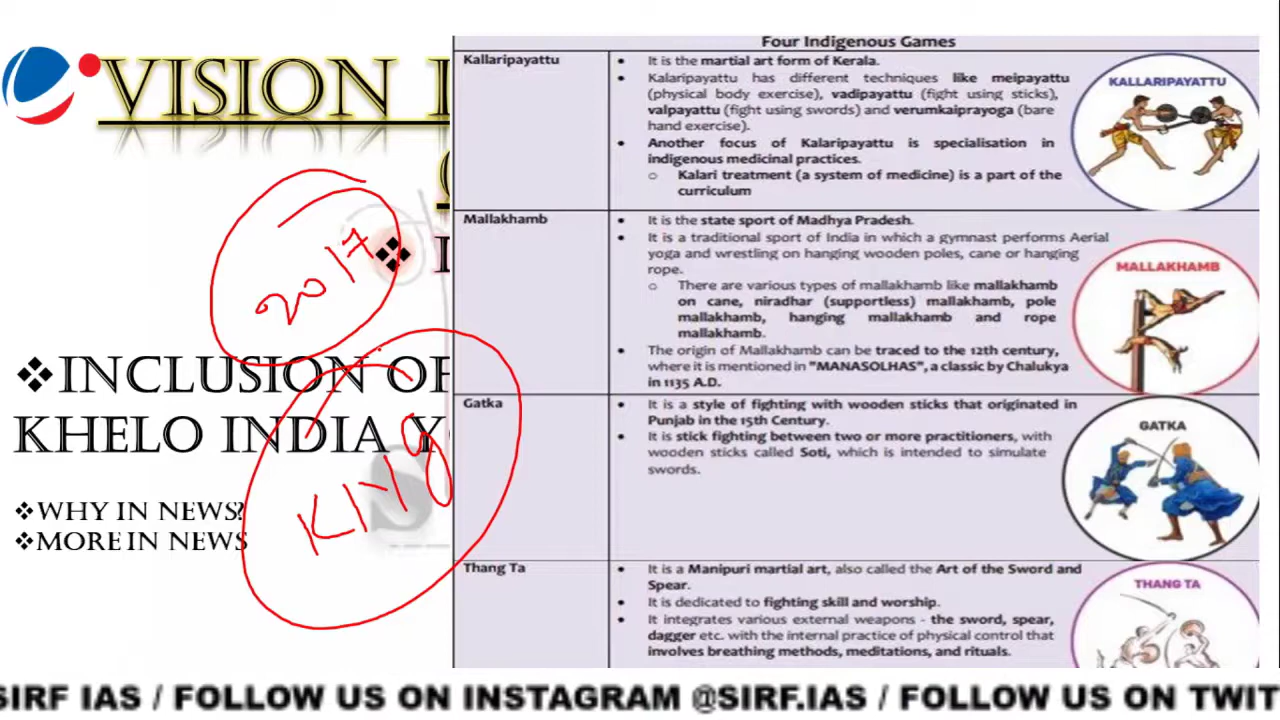 VISION I
2017
❖INCLUSION OF
KHELO INDIA Y
KIYG
❖WHY IN NEWS?
❖MORE IN NEWS
Four Indigenous Games
Kallaripayattu
• It is the martial art form of Kerala.
• Kalaripayattu has different techniques like meipayattu
(physical body exercise), vadipayattu (fight using sticks),
valpayattu (fight using swords) and verumkaiprayoga (bare
hand exercise).
• Another focus of Kalaripayattu is specialisation in
indigenous medicinal practices.
o Kalari treatment (a system of medicine) is a part of the
curriculum
KALLARIPAYATTU
Mallakhamb
• It is the state sport of Madhya Pradesh.
• It is a traditional sport of India in which a gymnast performs Aerial
yoga and wrestling on hanging wooden poles, cane or hanging
rope.
o There are various types of mallakhamb like mallakhamb
on cane, niradhar (supportless) mallakhamb, pole
mallakhamb, hanging mallakhamb and rope
mallakhamb.
• The origin of Mallakhamb can be traced to the 12th century,
where it is mentioned in "MANASOLHAS", a classic by Chalukya
in 1135 A.D.
MALLAKHAMB
Gatka
• It is a style of fighting with wooden sticks that originated in
Punjab in the 15th Century.
• It is stick fighting between two or more practitioners, with
wooden sticks called Soti, which is intended to simulate
swords.
GATKA
Thang Ta
• It is a Manipuri martial art, also called the Art of the Sword and
Spear.
• It is dedicated to fighting skill and worship.
• It integrates various external weapons - the sword, spear,
dagger etc. with the internal practice of physical control that
involves breathing methods, meditations, and rituals.
THANG TA
SIRF IAS / FOLLOW US ON INSTAGRAM @SIRF.IAS / FOLLOW US ON TWIT